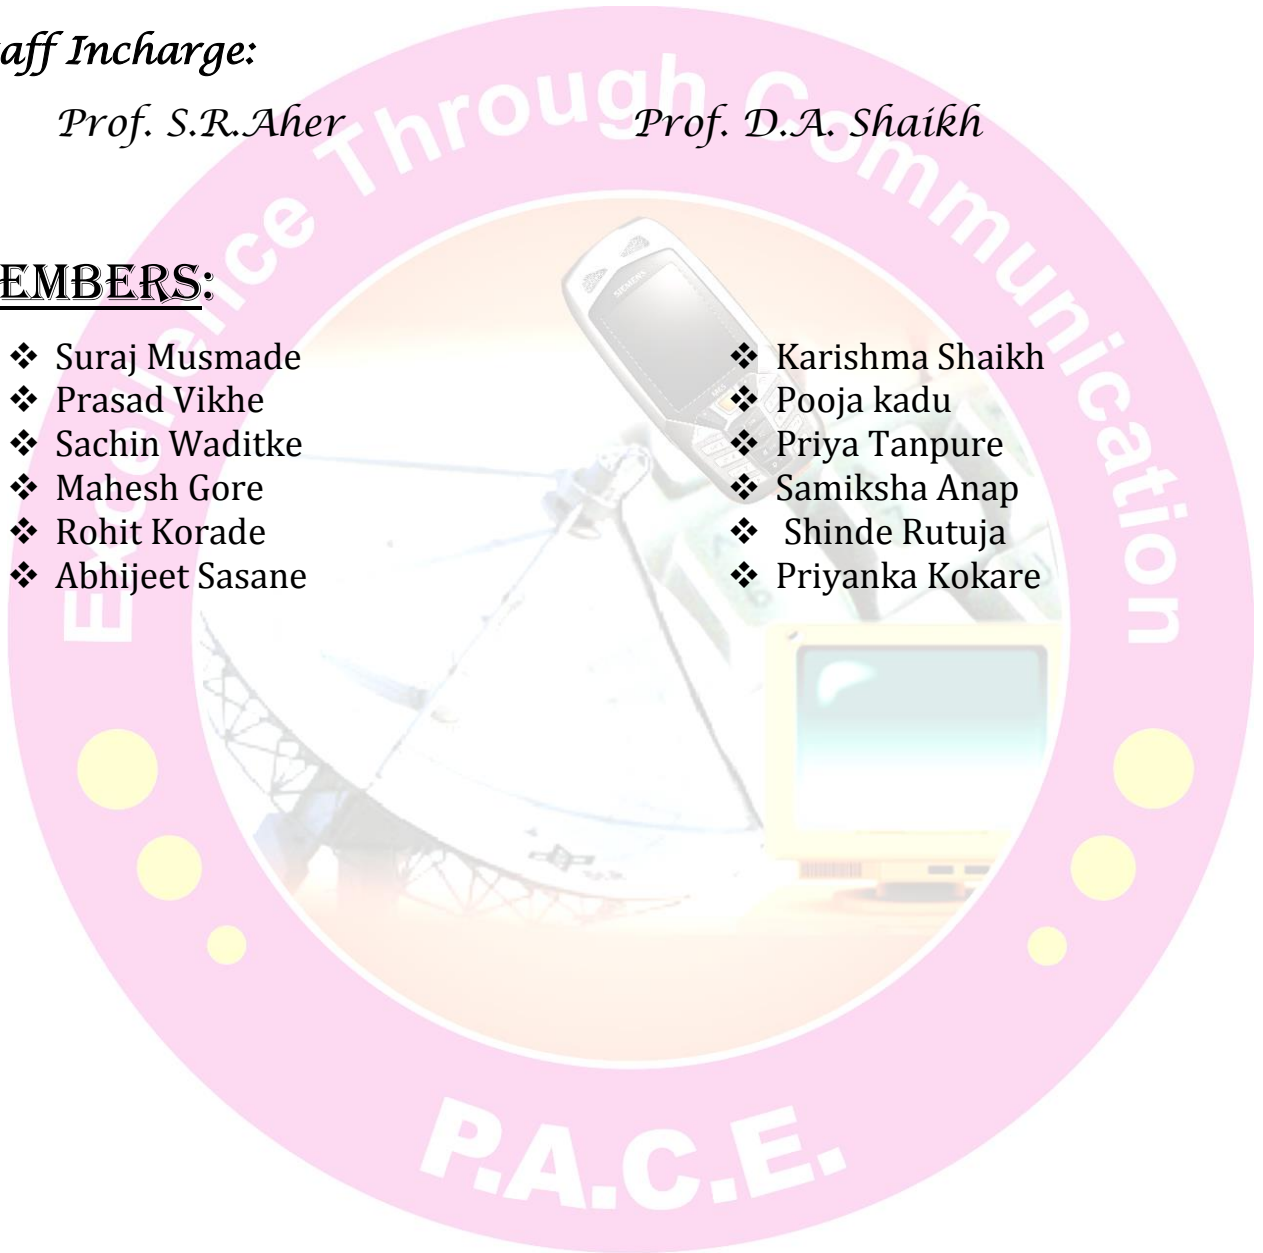 aff Incharge:
Prof. S.R.Aher Prof. D.A. Shaikh
EMBERS:
❖ Suraj Musmade
❖ Prasad Vikhe
❖ Sachin Waditke
❖ Mahesh Gore
❖ Rohit Korade
❖ Abhijeet Sasane
❖ Karishma Shaikh
❖ Pooja kadu
❖ Priya Tanpure
❖ Samiksha Anap
❖ Shinde Rutuja
❖ Priyanka Kokare
Excellence Through Communication
SIEMENS
P.A.C.E.